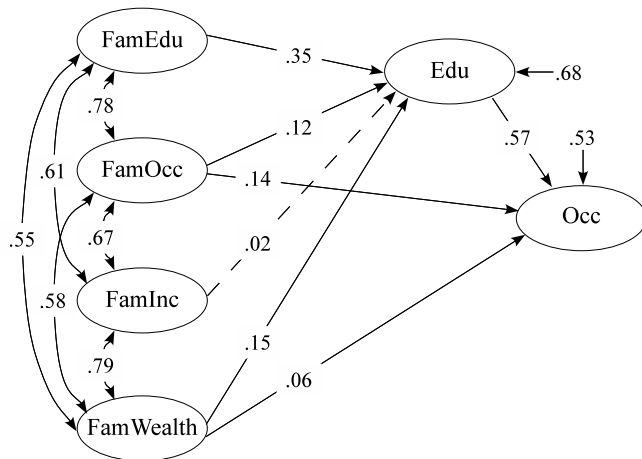 FamEdu
.35
Edu
.68
.78
.12
.57
.53
.61
FamOcc
.14
Occ
.55
.67
.02
.58
FamInc
.15
.79
.06
FamWealth